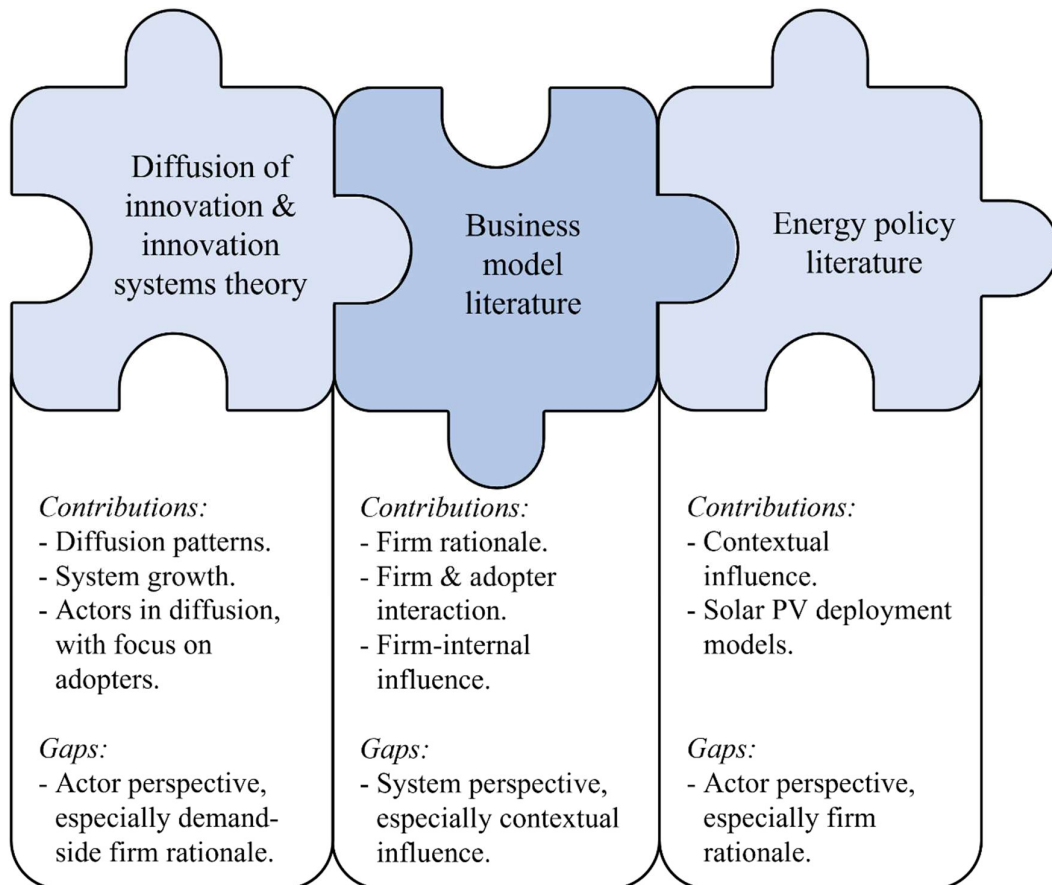 Diffusion of
innovation &
innovation
systems theory
Business
model
literature
Energy policy
literature
Contributions:
- Diffusion patterns.
- System growth.
- Actors in diffusion,
with focus on
adopters.
Gaps:
- Actor perspective,
especially demand-
side firm rationale.
Contributions:
- Firm rationale.
- Firm & adopter
interaction.
- Firm-internal
influence.
Gaps:
- System perspective,
especially contextual
influence.
Contributions:
- Contextual
influence.
- Solar PV deployment
models.
Gaps:
- Actor perspective,
especially firm
rationale.